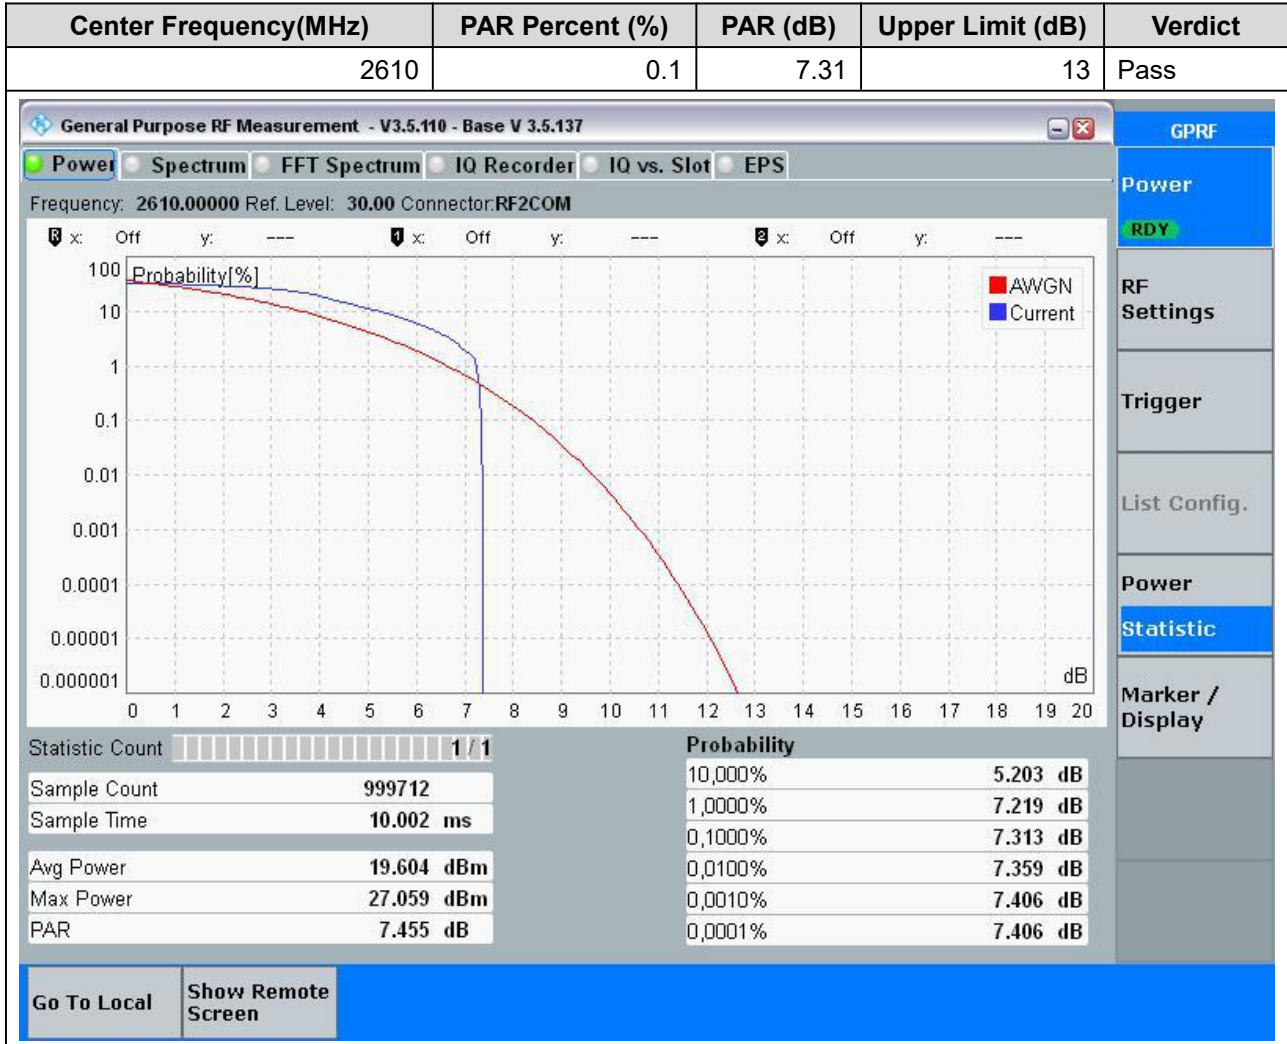 Center Frequency(MHz) PAR Percent (%) PAR (dB) Upper Limit (dB) Verdict
2610 0.1 7.31 13 Pass
General Purpose RF Measurement - V3.5.110 - Base V 3.5.137
GPRF
Power Spectrum FFT Spectrum IQ Recorder IQ vs. Slot EPS
Power
RDY
Frequency: 2610.00000 Ref. Level: 30.00 Connector:RF2COM
R x: Off y: --- 1 x: Off y: --- 2 x: Off y: ---
Probability[%]
AWGN
Current
100
10
1
0.1
0.01
0.001
0.0001
0.00001
0.000001
dB
0 1 2 3 4 5 6 7 8 9 10 11 12 13 14 15 16 17 18 19 20
RF
Settings
Trigger
List Config.
Power
Statistic
Marker /
Display
Statistic Count 1 / 1
Sample Count 999712
Sample Time 10.002 ms
Avg Power 19.604 dBm
Max Power 27.059 dBm
PAR 7.455 dB
Probability
10,000% 5.203 dB
1,0000% 7.219 dB
0,1000% 7.313 dB
0,0100% 7.359 dB
0,0010% 7.406 dB
0,0001% 7.406 dB
Go To Local
Show Remote
Screen